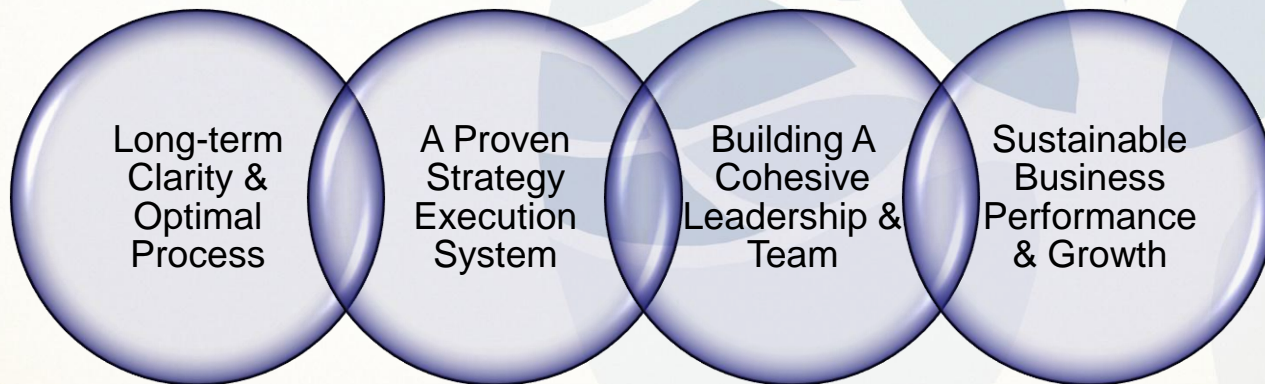 Long-term
Clarity &
Optimal
Process
A Proven
Strategy
Execution
System
Building A
Cohesive
Leadership &
Team
Sustainable
Business
Performance
& Growth